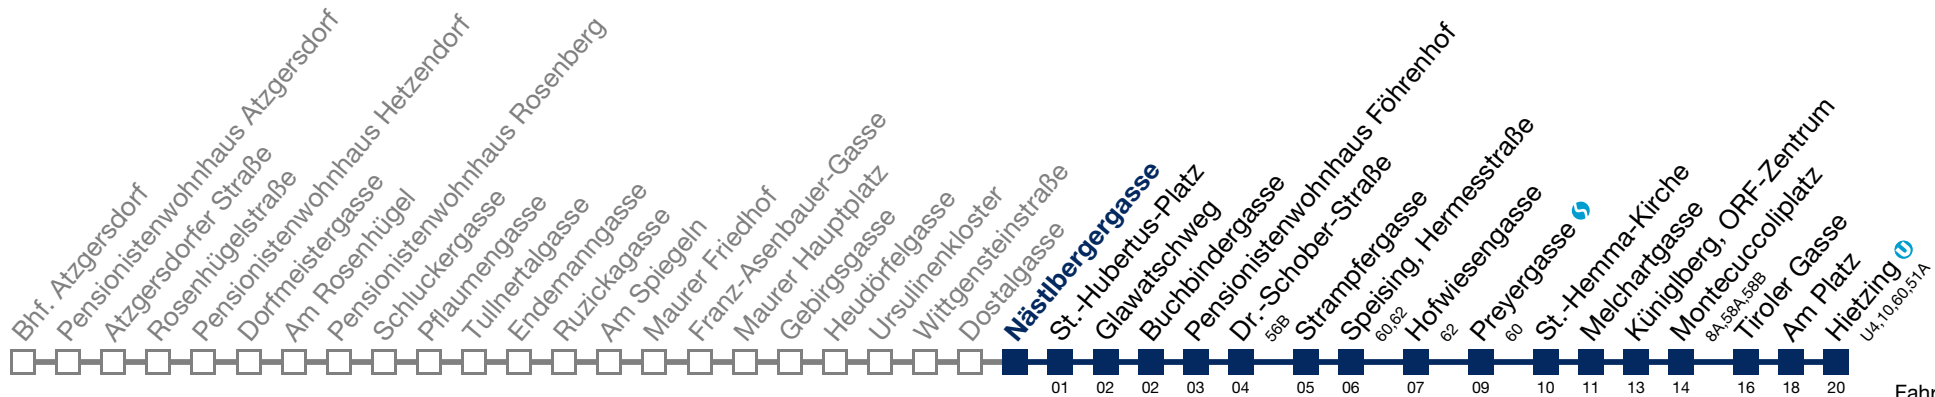 Bhf. Atzgersdorf
Pensionistenwohnhaus Atzgersdorf
Atzgersdorfer Straße
Rosenhügelstraße
Pensionistenwohnhaus Hetzendorf
Dorfmeistergasse
Am Rosenhügel
Pensionistenwohnhaus Rosenberg
Schluckergasse
Pflaumengasse
Tullnertalgasse
Endemanngasse
Ruzickagasse
Am Spiegeln
Maurer Friedhof
Franz-Asenbauer-Gasse
Maurer Hauptplatz
Gebirgsgasse
Heudörfelgasse
Ursulinenkloster
Wittgensteinstraße
Dostalgasse
Nästlbergergasse
St.-Hubertus-Platz
Glawatschweg
Buchbindergasse
Pensionistenwohnhaus Föhrenhof
Dr.-Schober-Straße
56B
Strampfergasse
Speising, Hermesstraße
60,62
Hofwiesengasse
62
Preyergasse S
60
St.-Hemma-Kirche
Melchartgasse
Küniglberg, ORF-Zentrum
Montecuccoliplatz
8A,58A,58B
Tiroler Gasse
Am Platz
Hietzing U
U4,10,60,51A
01 02 02 03 04 05 06 07 09 10 11 13 14 16 18 20
Fahr